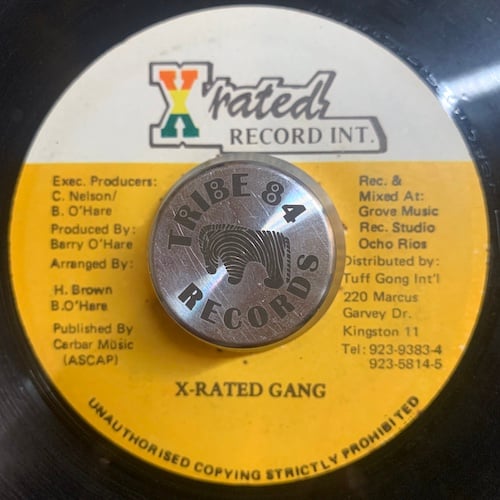 X'rated
RECORD INT.
Exec. Producers:
C. Nelson/
B. O'Hare
Produced By:
Barry O'Hare
Arranged By:
H. Brown
B.O'Hare
Published By
Carbar Music
(ASCAP)
TRIBE 84
RECORDS
Rec. &
Mixed At:
Grove Music
Rec. Studio
Ocho Rios
Distributed by:
Tuff Gong Int'l
220 Marcus
Garvey Dr.
Kingston 11
Tel: 923-9383-4
923-5814-5
X-RATED GANG
UNAUTHORISED COPYING STRICTLY PROHIBITED